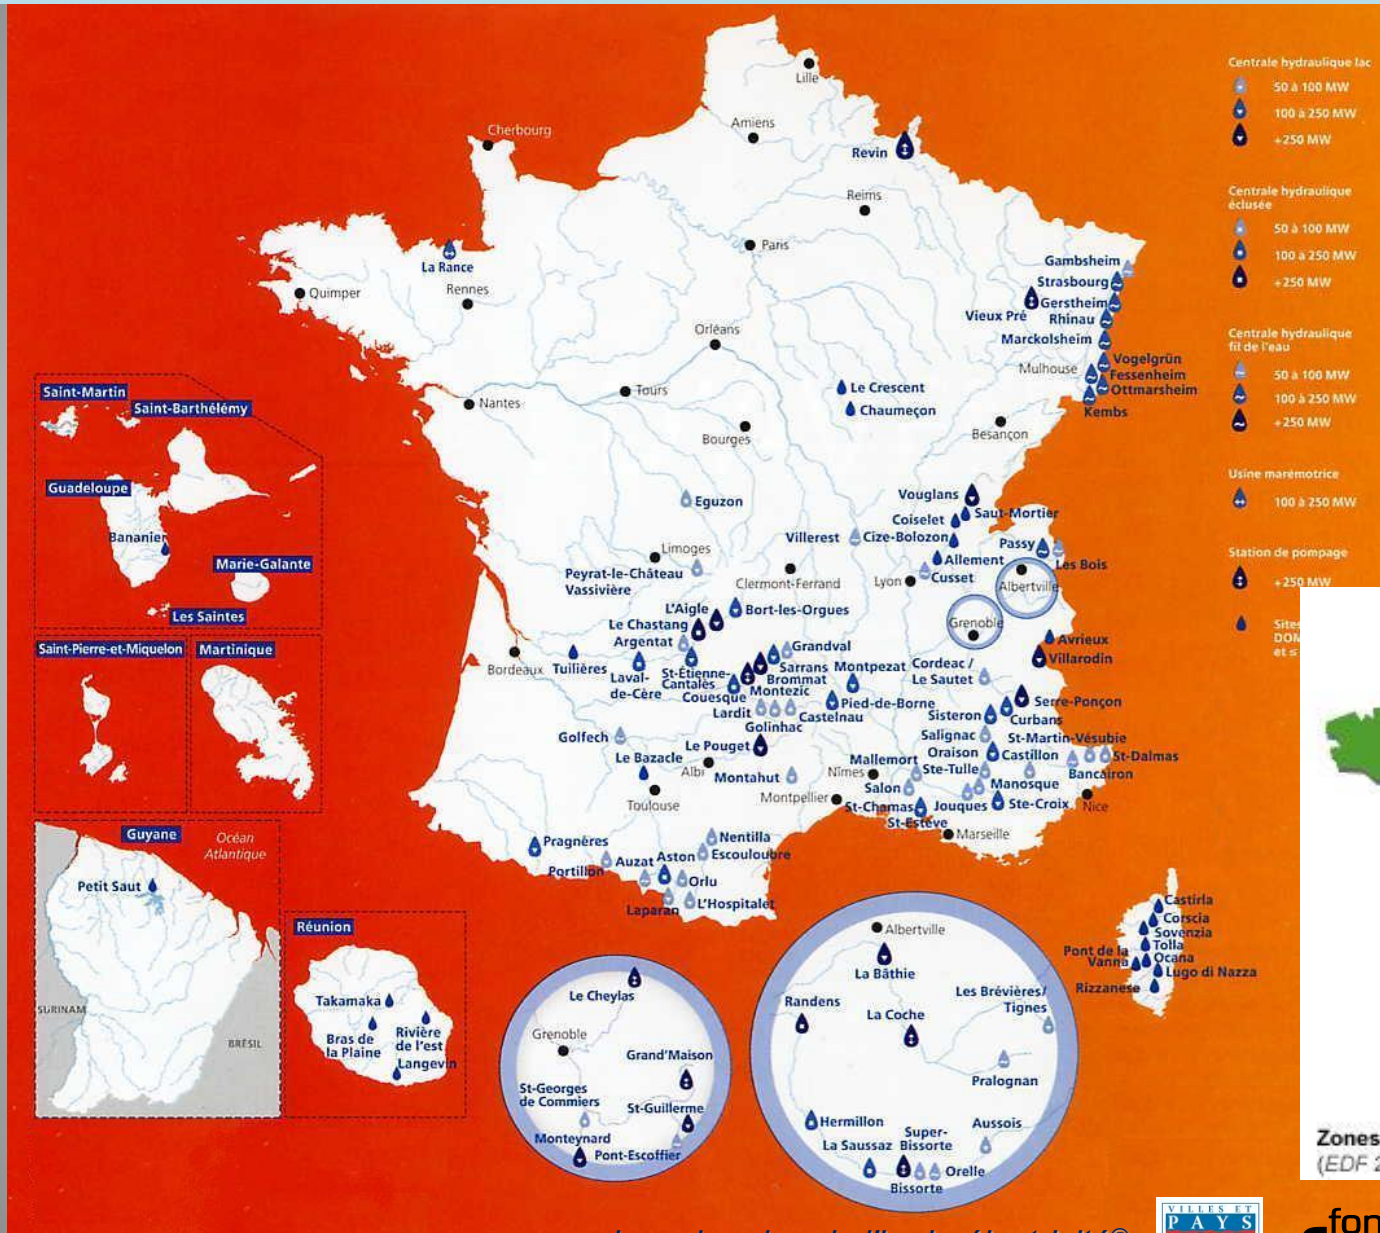 Cherbourg
Lille
Amiens
Revin
Reims
Paris
La Rance
Rennes
Quimper
Gambsheim
Strasbourg
Vieux Pré
Gerstheim
Rhinau
Marckolsheim
Mulhouse
Vogelgrün
Fessenheim
Ottmarsheim
Kembs
Orléans
Tours
Nantes
Bourges
Le Crescent
Chaumeçon
Besançon
Eguzon
Vouglans
Coiselet
Saut-Mortier
Villerest
Cize-Bolozon
Allement
Cusset
Passy
Les Bois
Lyon
Albertville
Grenoble
Limoges
Peyrat-le-Château
Vassivière
Clermont-Ferrand
L'Aigle
Bort-les-Orgues
Le Chastang
Argentat
Bordeaux
Tuilières
Laval-
de-Cère
St-Étienne-
Cantalès
Couesque
Grandval
Sarrans
Brommat
Montezic
Montpezat
Lardit
Golinhac
Castelnau
Pied-de-Borne
Cordeac /
Le Sautet
Avrieux
Villarodin
Serre-Ponçon
Sisteron
Curbans
Salignac
St-Martin-Vésubie
Oraison
Castillon
St-Dalmas
Bancairon
Golfech
Le Bazacle
Le Pouget
Albi
Montahut
Toulouse
Nîmes
Mallemort
Ste-Tulle
Salon
Manosque
Montpellier
St-Chamas
Jouques
Ste-Croix
St-Estève
Nice
Marseille
Pragnères
Portillon
Auzat
Aston
Nentilla
Escouloubre
Orlu
Laparan
L'Hospitalet
Castirla
Corscia
Sovenzia
Tolla
Pont de la
Vanna
Ocana
Lugo di Nazza
Rizzanese
Saint-Martin
Saint-Barthélémy
Guadeloupe
Bananier
Marie-Galante
Les Saintes
Saint-Pierre-et-Miquelon
Martinique
Guyane
Océan
Atlantique
Petit Saut
SURINAM
BRÉSIL
Réunion
Takamaka
Bras de
la Plaine
Rivière
de l'est
Langevin
Le Cheylas
Grenoble
Grand'Maison
St-Georges
de Commiers
St-Guillerme
Monteynard
Pont-Escoffier
Albertville
La Bâthie
Randens
La Coche
Les Brévières/
Tignes
Pralognan
Hermillon
La Saussaz
Super-
Bissorte
Aussois
Orelle
Bissorte
Centrale hydraulique lac
50 à 100 MW
100 à 250 MW
+250 MW
Centrale hydraulique
éclusée
50 à 100 MW
100 à 250 MW
+250 MW
Centrale hydraulique
fil de l'eau
50 à 100 MW
100 à 250 MW
+250 MW
Usine marémotrice
100 à 250 MW
Station de pompage
+250 MW
Sites
DOM
et ≤
Zones
(EDF 2
VILLES ET
PAYS
fon